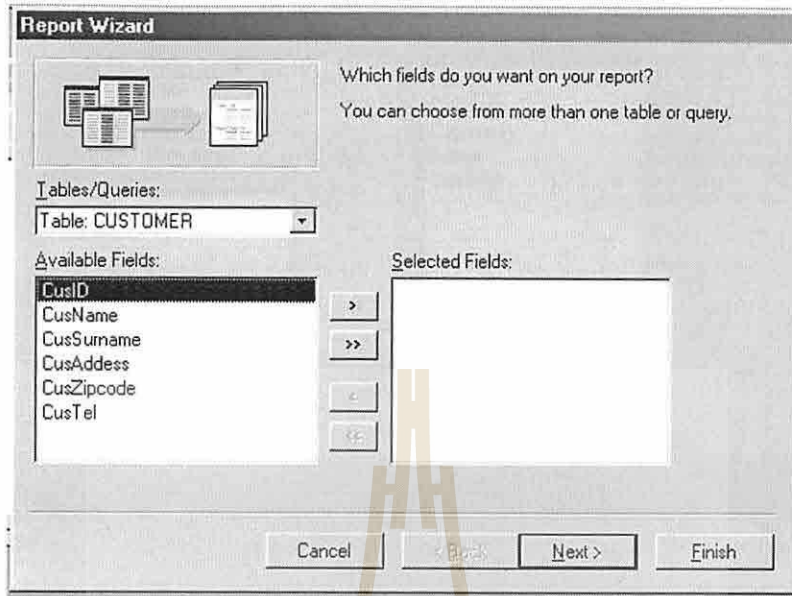 Report Wizard
Which fields do you want on your report?
You can choose from more than one table or query.
Tables/Queries:
Table: CUSTOMER
Available Fields:
Selected Fields:
CusID
CusName
CusSurname
CusAddess
CusZipcode
CusTel
>
>>
<
<<
Cancel
< Back
Next >
Finish